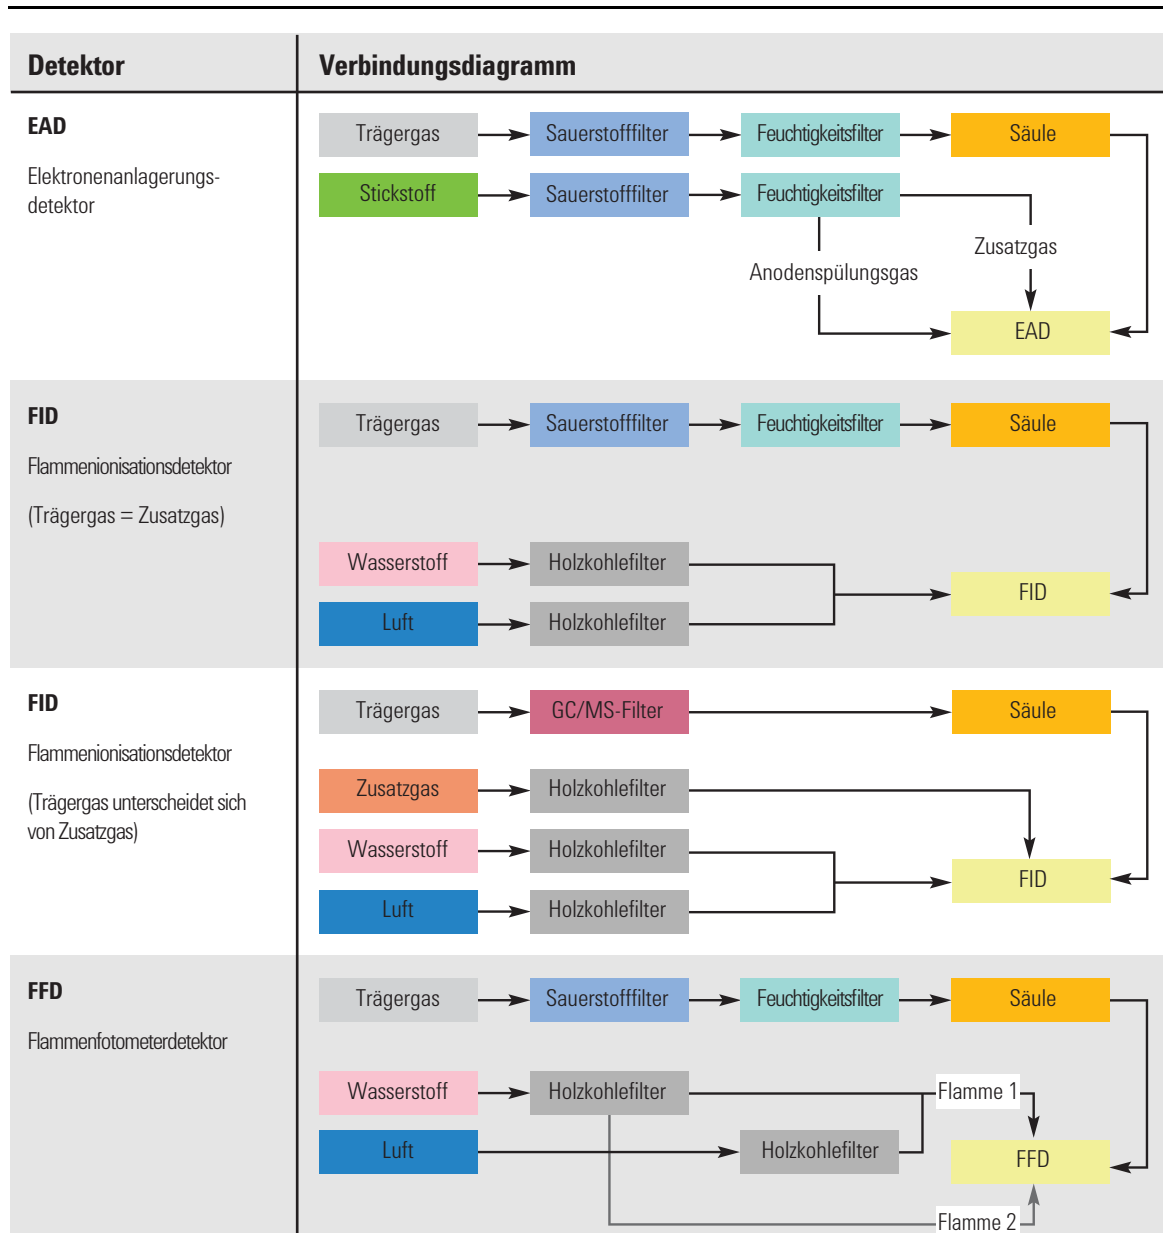 Detektor
Verbindungsdiagramm
EAD
Elektronenanlagerungs-
detektor
Trägergas
Sauerstofffilter
Feuchtigkeitsfilter
Säule
Stickstoff
Sauerstofffilter
Feuchtigkeitsfilter
Zusatzgas
Anodenspülungsgas
EAD
FID
Flammenionisationsdetektor
(Trägergas = Zusatzgas)
Trägergas
Sauerstofffilter
Feuchtigkeitsfilter
Säule
Wasserstoff
Holzkohlefilter
FID
Luft
Holzkohlefilter
FID
Flammenionisationsdetektor
(Trägergas unterscheidet sich
von Zusatzgas)
Trägergas
GC/MS-Filter
Säule
Zusatzgas
Holzkohlefilter
Wasserstoff
Holzkohlefilter
FID
Luft
Holzkohlefilter
FFD
Flammenfotometerdetektor
Trägergas
Sauerstofffilter
Feuchtigkeitsfilter
Säule
Wasserstoff
Holzkohlefilter
Flamme 1
Luft
Holzkohlefilter
FFD
Flamme 2